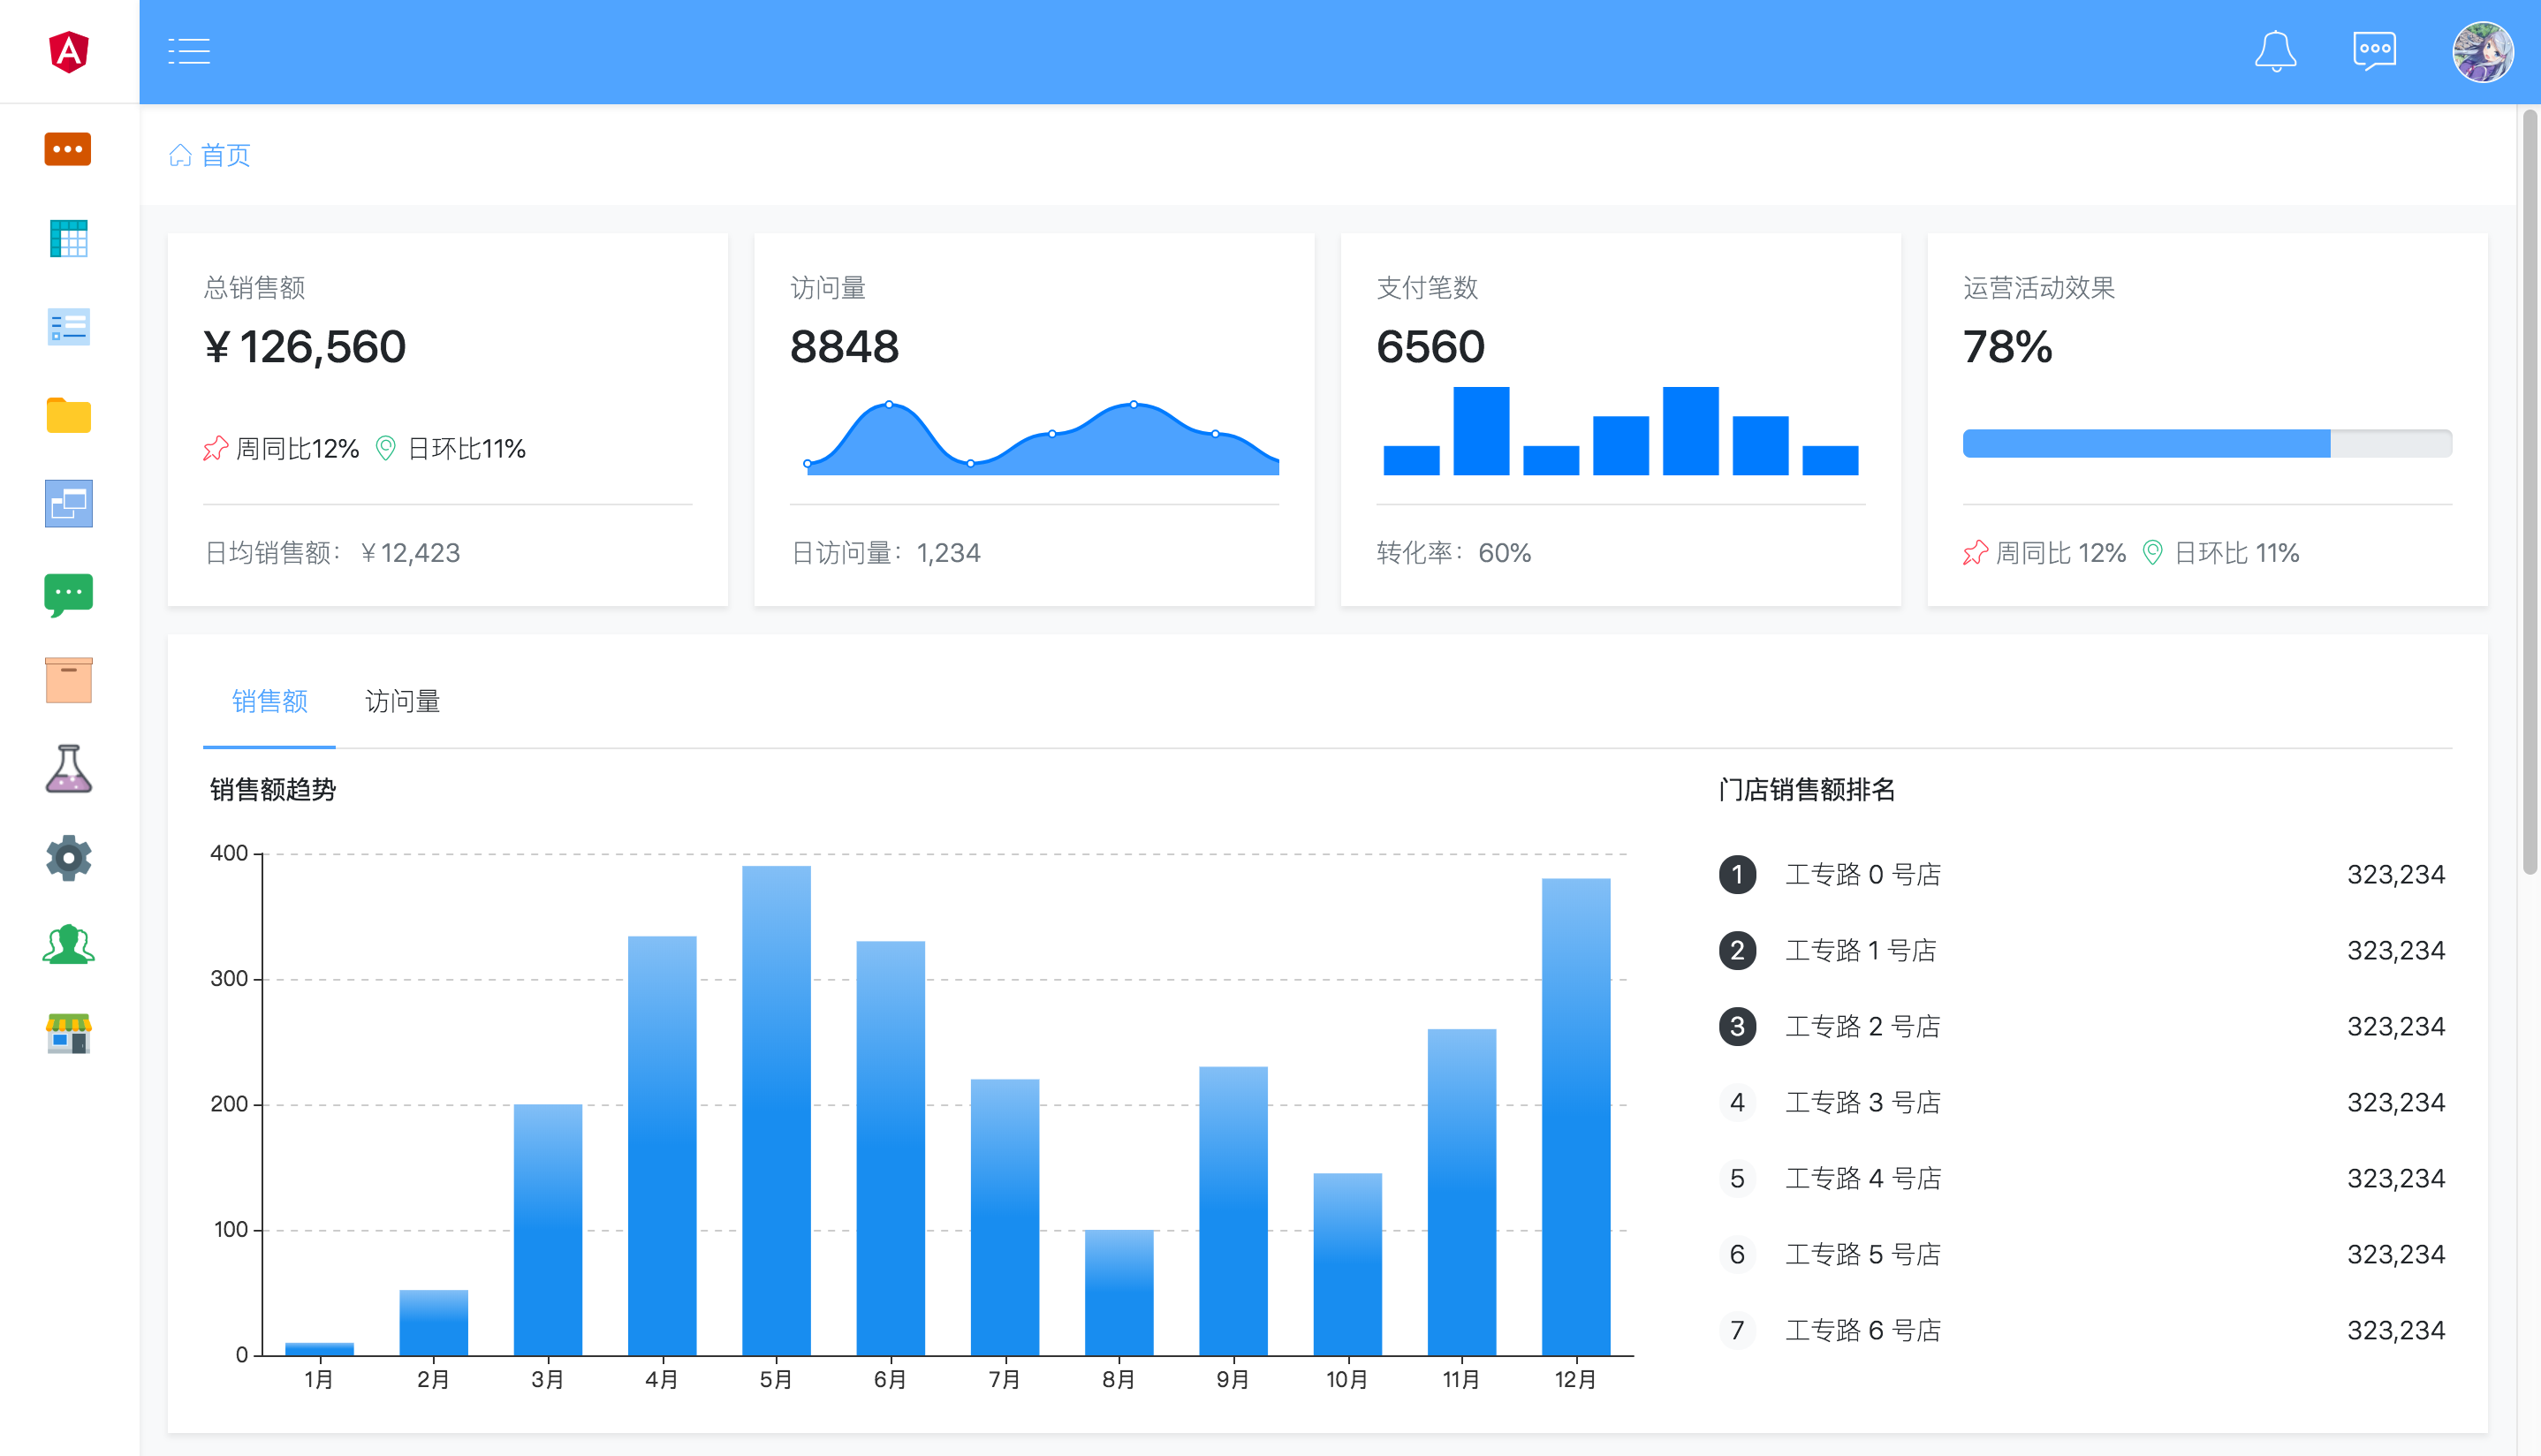 A
首页
总销售额
¥ 126,560
周同比12% 日环比11%
日均销售额： ¥ 12,423
访问量
8848
日访问量：1,234
支付笔数
6560
转化率：60%
运营活动效果
78%
周同比 12% 日环比 11%
销售额 访问量
销售额趋势
400
300
200
100
0
1月 2月 3月 4月 5月 6月 7月 8月 9月 10月 11月 12月
门店销售额排名
1 工专路 0 号店 323,234
2 工专路 1 号店 323,234
3 工专路 2 号店 323,234
4 工专路 3 号店 323,234
5 工专路 4 号店 323,234
6 工专路 5 号店 323,234
7 工专路 6 号店 323,234